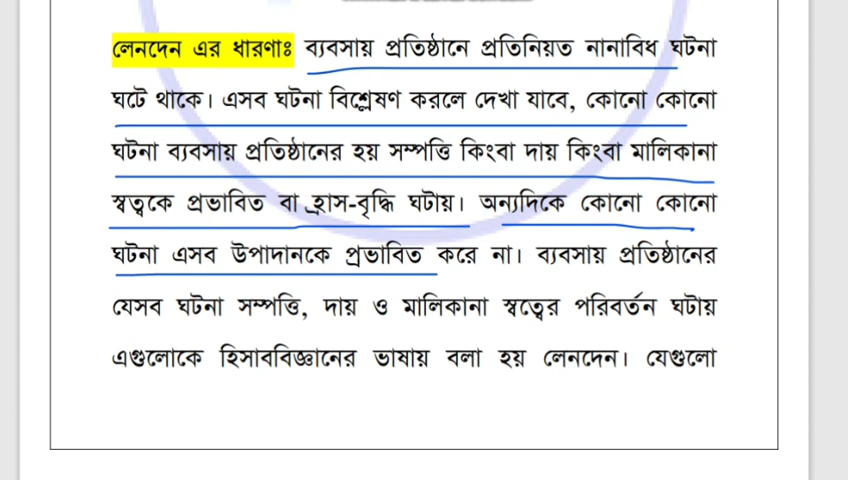 লেনদেন এর ধারণাঃ ব্যবসায় প্রতিষ্ঠানে প্রতিনিয়ত নানাবিধ ঘটনা
ঘটে থাকে। এসব ঘটনা বিশ্লেষণ করলে দেখা যাবে, কোনো কোনো
ঘটনা ব্যবসায় প্রতিষ্ঠানের হয় সম্পত্তি কিংবা দায় কিংবা মালিকানা
স্বত্বকে প্রভাবিত বা হ্রাস-বৃদ্ধি ঘটায়। অন্যদিকে কোনো কোনো
ঘটনা এসব উপাদানকে প্রভাবিত করে না। ব্যবসায় প্রতিষ্ঠানের
যেসব ঘটনা সম্পত্তি, দায় ও মালিকানা স্বত্বের পরিবর্তন ঘটায়
এগুলোকে হিসাববিজ্ঞানের ভাষায় বলা হয় লেনদেন। যেগুলো